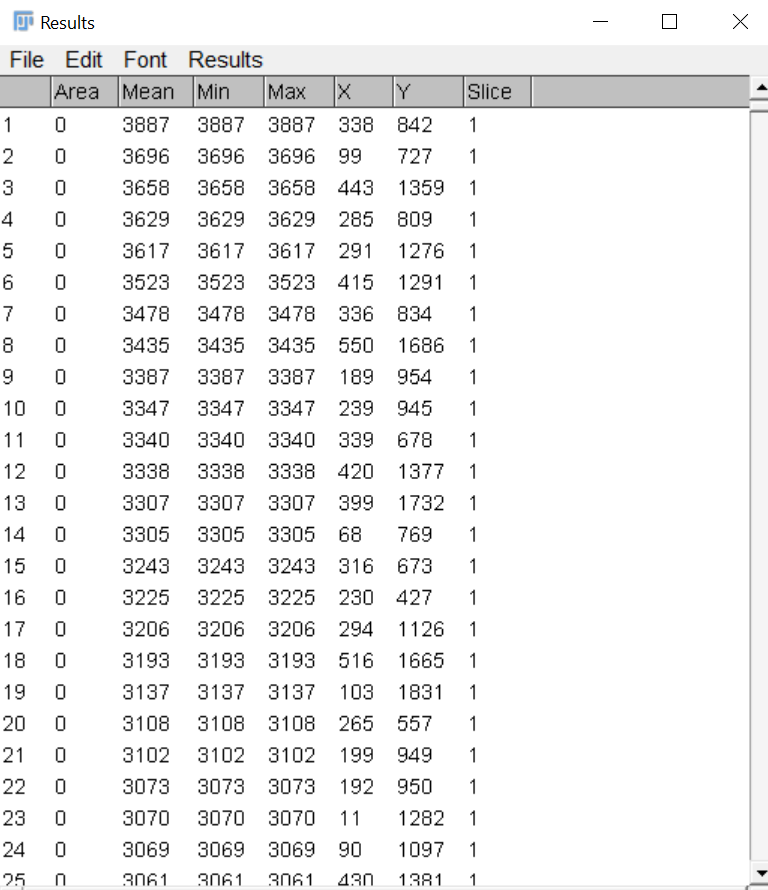 Results
File Edit Font Results
Area Mean Min Max X Y Slice
1 0 3887 3887 3887 338 842 1
2 0 3696 3696 3696 99 727 1
3 0 3658 3658 3658 443 1359 1
4 0 3629 3629 3629 285 809 1
5 0 3617 3617 3617 291 1276 1
6 0 3523 3523 3523 415 1291 1
7 0 3478 3478 3478 336 834 1
8 0 3435 3435 3435 550 1686 1
9 0 3387 3387 3387 189 954 1
10 0 3347 3347 3347 239 945 1
11 0 3340 3340 3340 339 678 1
12 0 3338 3338 3338 420 1377 1
13 0 3307 3307 3307 399 1732 1
14 0 3305 3305 3305 68 769 1
15 0 3243 3243 3243 316 673 1
16 0 3225 3225 3225 230 427 1
17 0 3206 3206 3206 294 1126 1
18 0 3193 3193 3193 516 1665 1
19 0 3137 3137 3137 103 1831 1
20 0 3108 3108 3108 265 557 1
21 0 3102 3102 3102 199 949 1
22 0 3073 3073 3073 192 950 1
23 0 3070 3070 3070 11 1282 1
24 0 3069 3069 3069 90 1097 1
25 0 3061 3061 3061 430 1381 1